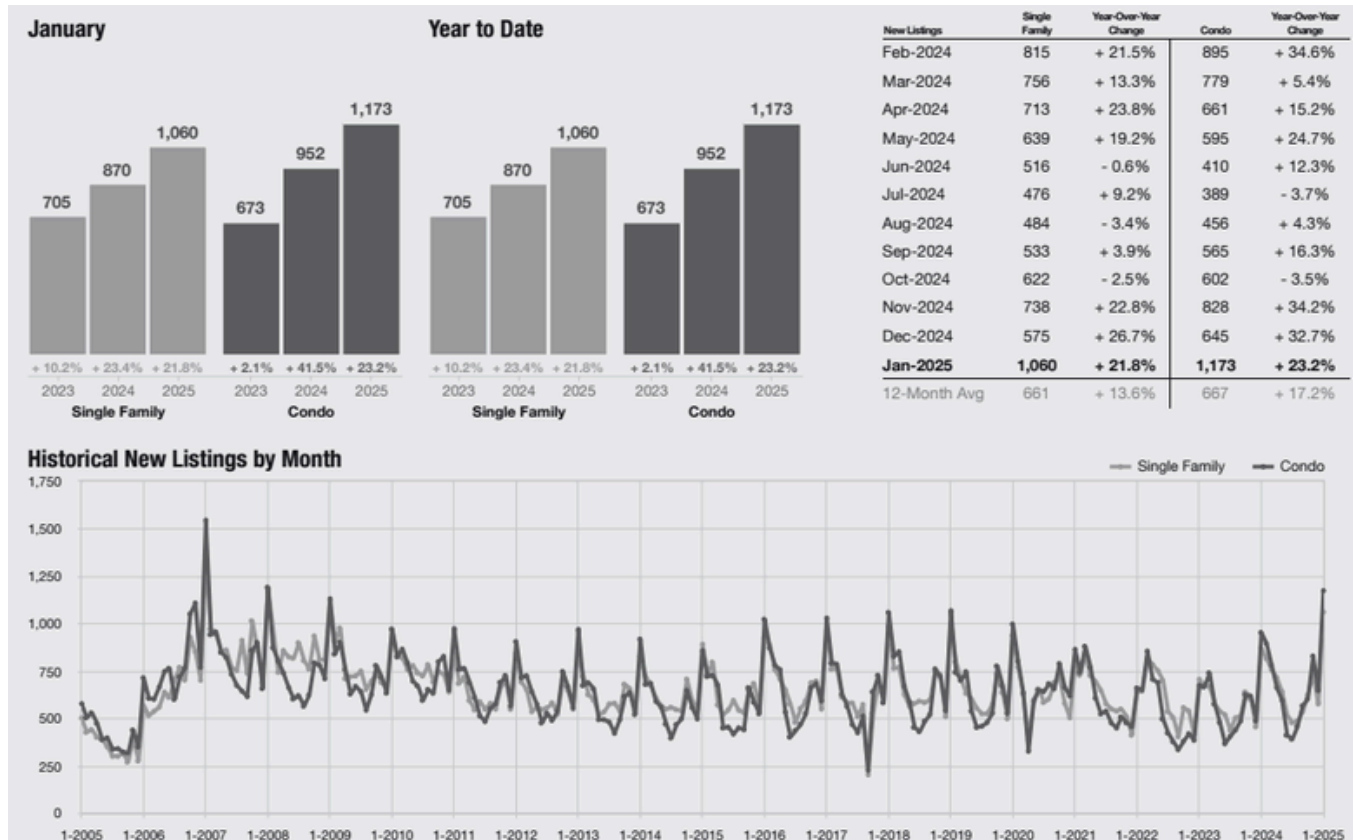 January
705
870
1,060
673
952
1,173
+ 10.2% + 23.4% + 21.8% + 2.1% + 41.5% + 23.2%
2023 2024 2025 2023 2024 2025
Single Family Condo
Year to Date
705
870
1,060
673
952
1,173
+ 10.2% + 23.4% + 21.8% + 2.1% + 41.5% + 23.2%
2023 2024 2025 2023 2024 2025
Single Family Condo
New Listings Single Family Year-Over-Year Change Condo Year-Over-Year Change
Feb-2024 815 + 21.5% 895 + 34.6%
Mar-2024 756 + 13.3% 779 + 5.4%
Apr-2024 713 + 23.8% 661 + 15.2%
May-2024 639 + 19.2% 595 + 24.7%
Jun-2024 516 - 0.6% 410 + 12.3%
Jul-2024 476 + 9.2% 389 - 3.7%
Aug-2024 484 - 3.4% 456 + 4.3%
Sep-2024 533 + 3.9% 565 + 16.3%
Oct-2024 622 - 2.5% 602 - 3.5%
Nov-2024 738 + 22.8% 828 + 34.2%
Dec-2024 575 + 26.7% 645 + 32.7%
Jan-2025 1,060 + 21.8% 1,173 + 23.2%
12-Month Avg 661 + 13.6% 667 + 17.2%
Historical New Listings by Month
Single Family Condo
1,750
1,500
1,250
1,000
750
500
250
0
1-2005 1-2006 1-2007 1-2008 1-2009 1-2010 1-2011 1-2012 1-2013 1-2014 1-2015 1-2016 1-2017 1-2018 1-2019 1-2020 1-2021 1-2022 1-2023 1-2024 1-2025